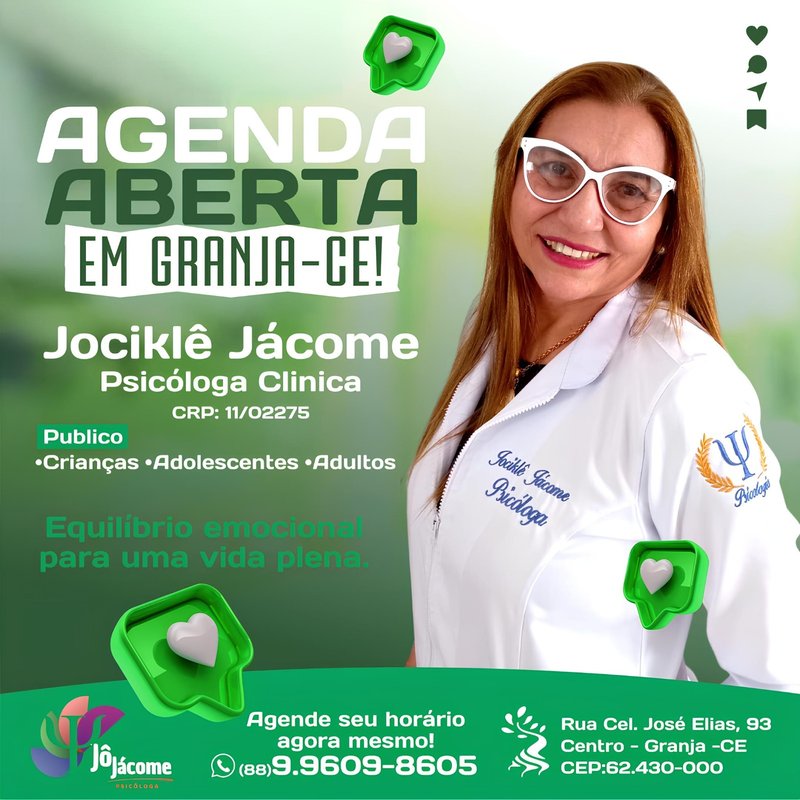 AGENDA
ABERTA
EM GRANJA-CE!
Jociklê Jácome
Psicóloga Clinica
CRP: 11/02275
Publico
•Crianças •Adolescentes •Adultos
Equilíbrio emocional
para uma vida plena.
Jociklê Jácome
Psicóloga
Ψ
Psicologia
Jô
Jácome
PSICÓLOGA
Agende seu horário
agora mesmo!
(88)9.9609-8605
Rua Cel. José Elias, 93
Centro - Granja -CE
CEP:62.430-000